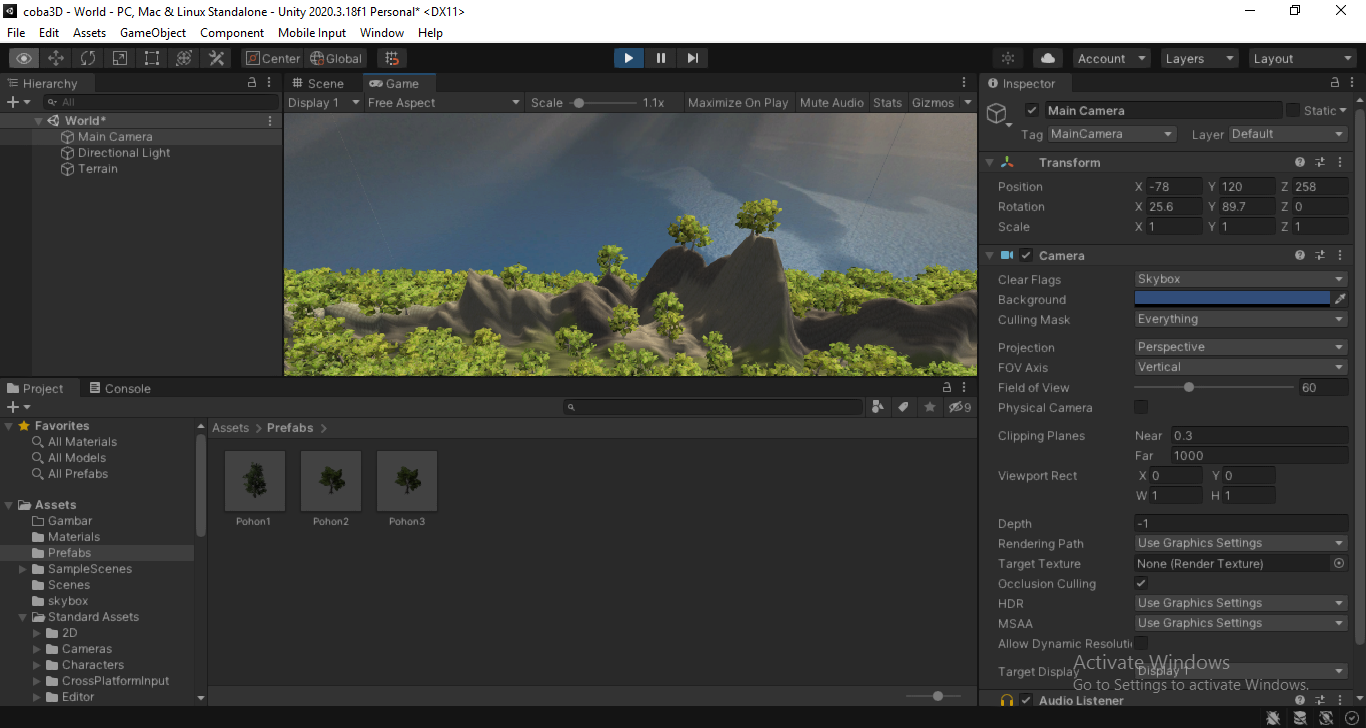 coba3D - World - PC, Mac & Linux Standalone - Unity 2020.3.18f1 Personal* <DX11>
File Edit Assets GameObject Component Mobile Input Window Help
Center Global Account Layers Layout
Hierarchy
All
World*
Main Camera
Directional Light
Terrain
Scene Game
Display 1 Free Aspect Scale 1.1x Maximize On Play Mute Audio Stats Gizmos
Project Console
9
Favorites
All Materials
All Models
All Prefabs
Assets
Gambar
Materials
Prefabs
SampleScenes
Scenes
skybox
Standard Assets
2D
Cameras
Characters
CrossPlatformInput
Editor
Assets > Prefabs >
Pohon1 Pohon2 Pohon3
Inspector
Main Camera Static
Tag MainCamera Layer Default
Transform
Position X -78 Y 120 Z 258
Rotation X 25.6 Y 89.7 Z 0
Scale X 1 Y 1 Z 1
Camera
Clear Flags Skybox
Background
Culling Mask Everything
Projection Perspective
FOV Axis Vertical
Field of View 60
Physical Camera
Clipping Planes Near 0.3
Far 1000
Viewport Rect X 0 Y 0
W 1 H 1
Depth -1
Rendering Path Use Graphics Settings
Target Texture None (Render Texture)
Occlusion Culling
HDR Use Graphics Settings
MSAA Use Graphics Settings
Allow Dynamic Resoluti
Target Display Display 1
Activate Windows
Go to Settings to activate Windows.
Audio Listener